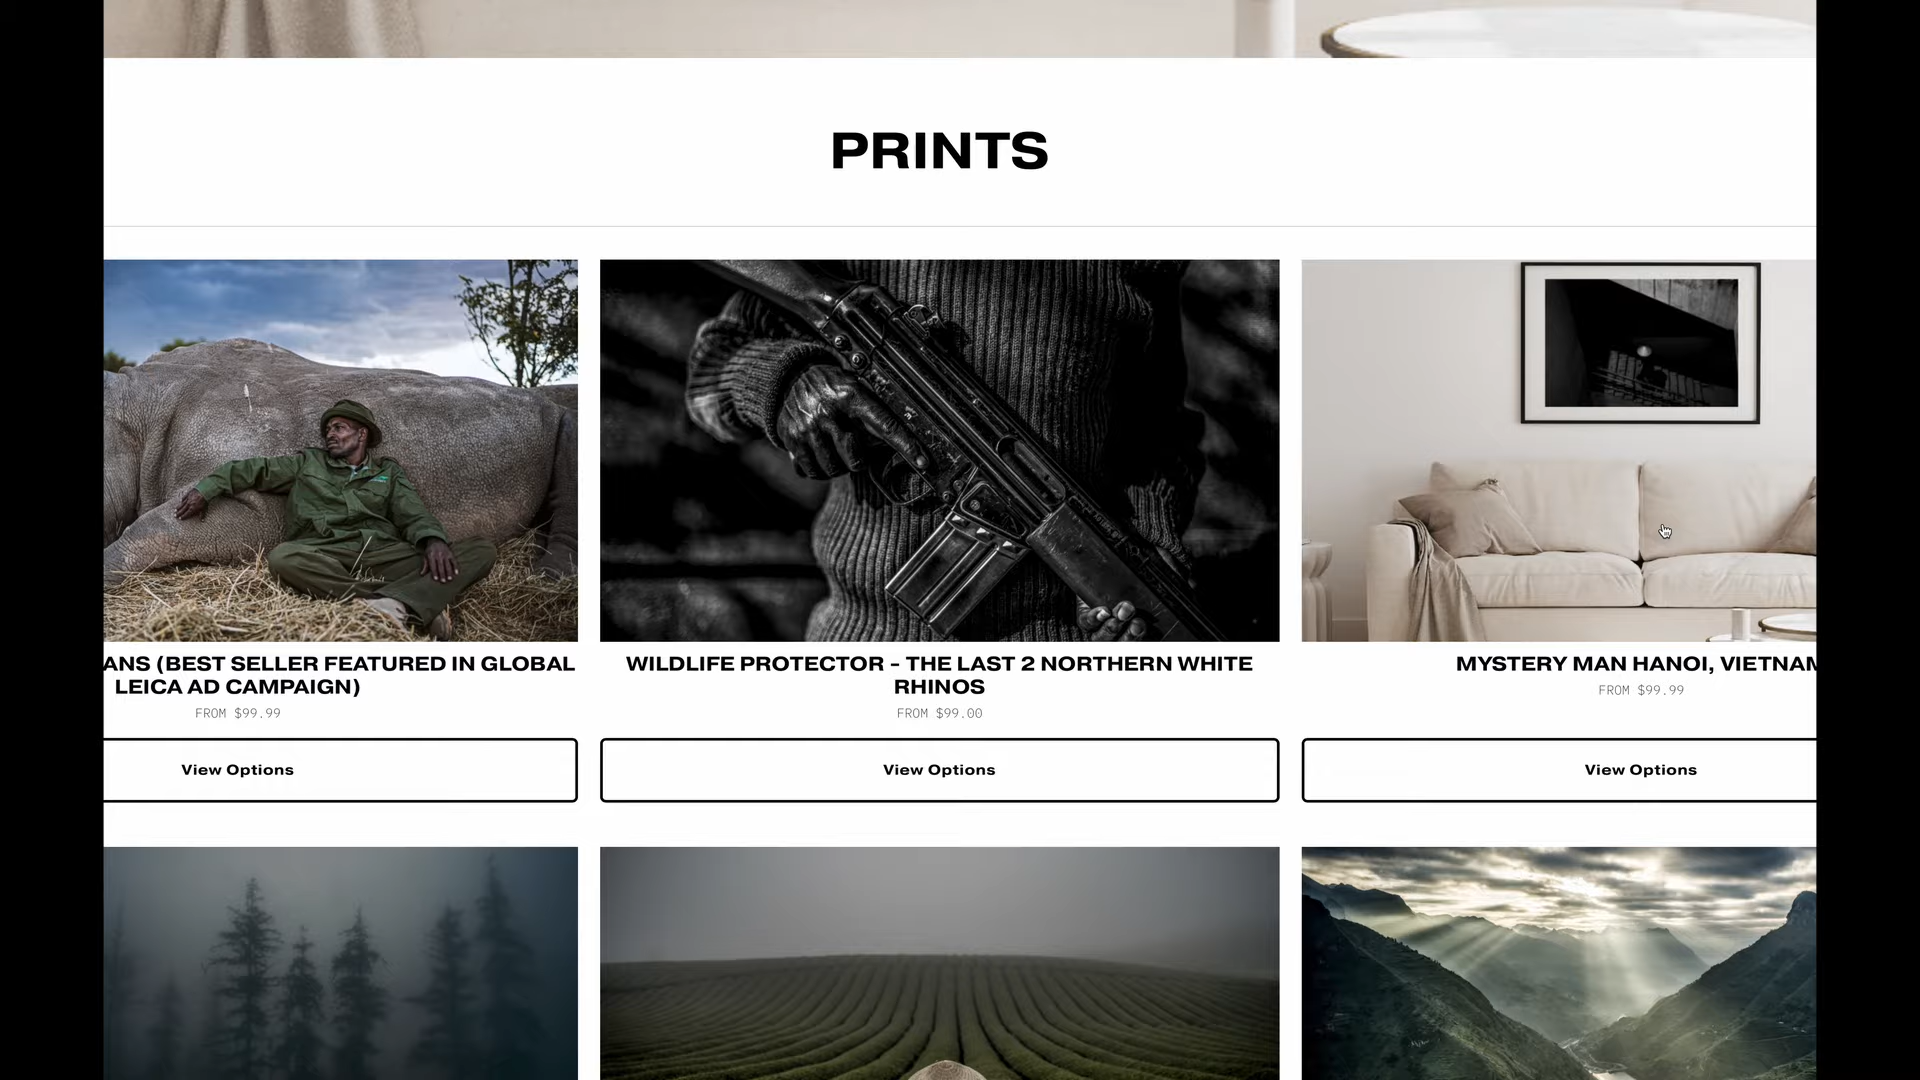 PRINTS
ANS (BEST SELLER FEATURED IN GLOBAL
LEICA AD CAMPAIGN)
FROM $99.99
View Options
WILDLIFE PROTECTOR - THE LAST 2 NORTHERN WHITE
RHINOS
FROM $99.00
View Options
MYSTERY MAN HANOI, VIETNAM
FROM $99.99
View Options